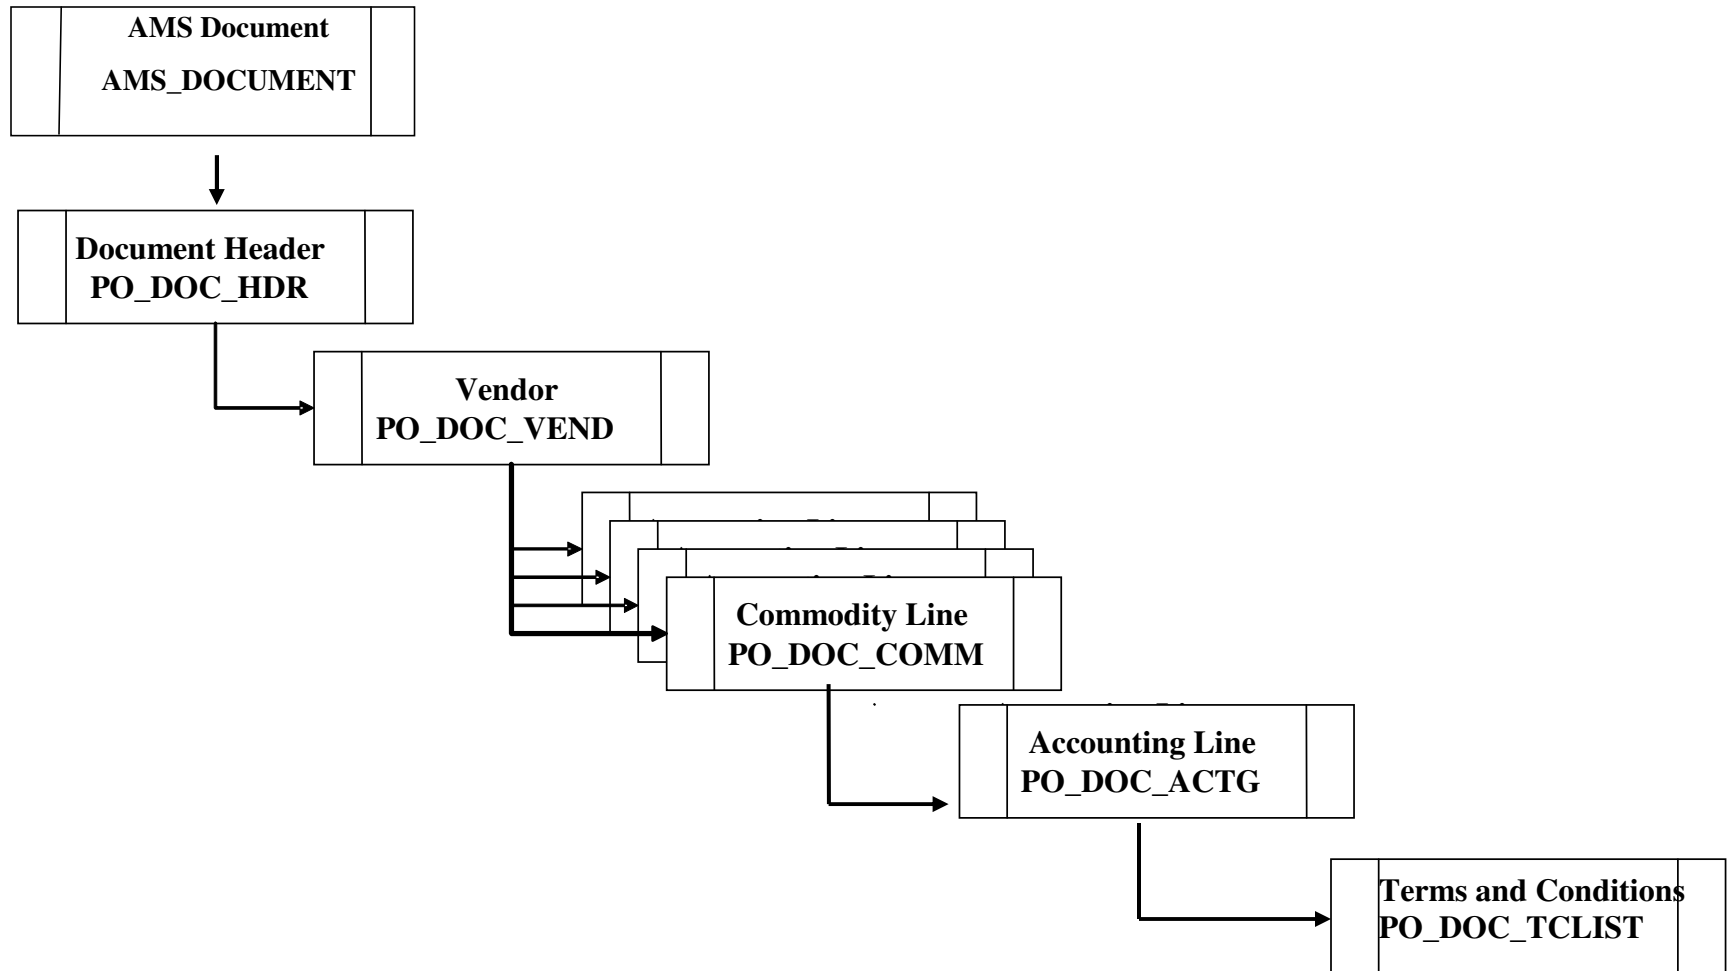 AMS Document
AMS_DOCUMENT
Document Header
PO_DOC_HDR
Vendor
PO_DOC_VEND
Commodity Line
PO_DOC_COMM
Accounting Line
PO_DOC_ACTG
Terms and Conditions
PO_DOC_TCLIST